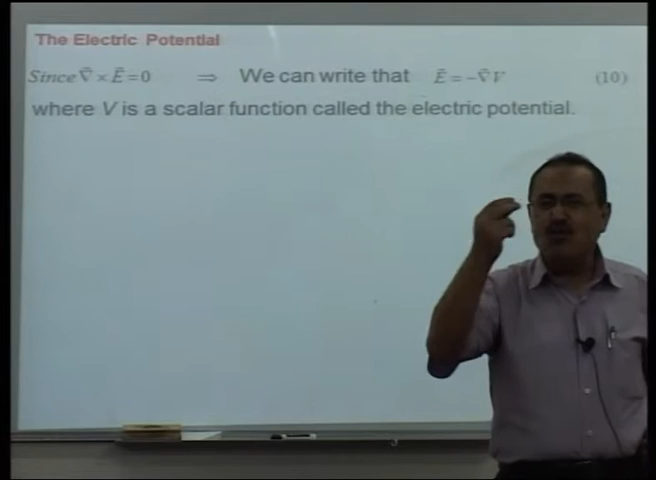 The Electric Potential
Since ∇⃗ × E⃗ = 0 ⇒ We can write that E⃗ = −∇⃗V (10)
where V is a scalar function called the electric potential.